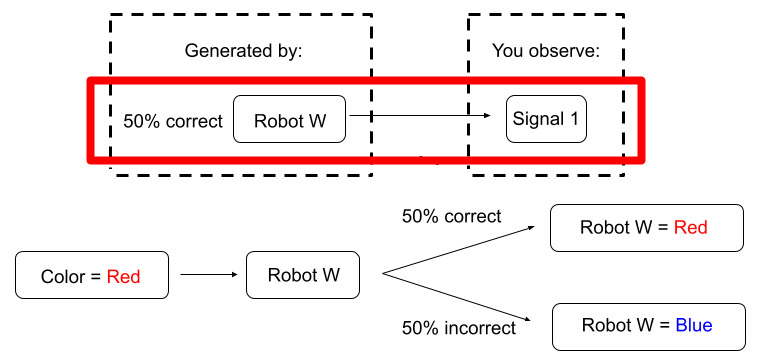 Generated by:
You observe:
50% correct
Robot W
Signal 1
50% correct
Robot W = Red
Color = Red
Robot W
50% incorrect
Robot W = Blue